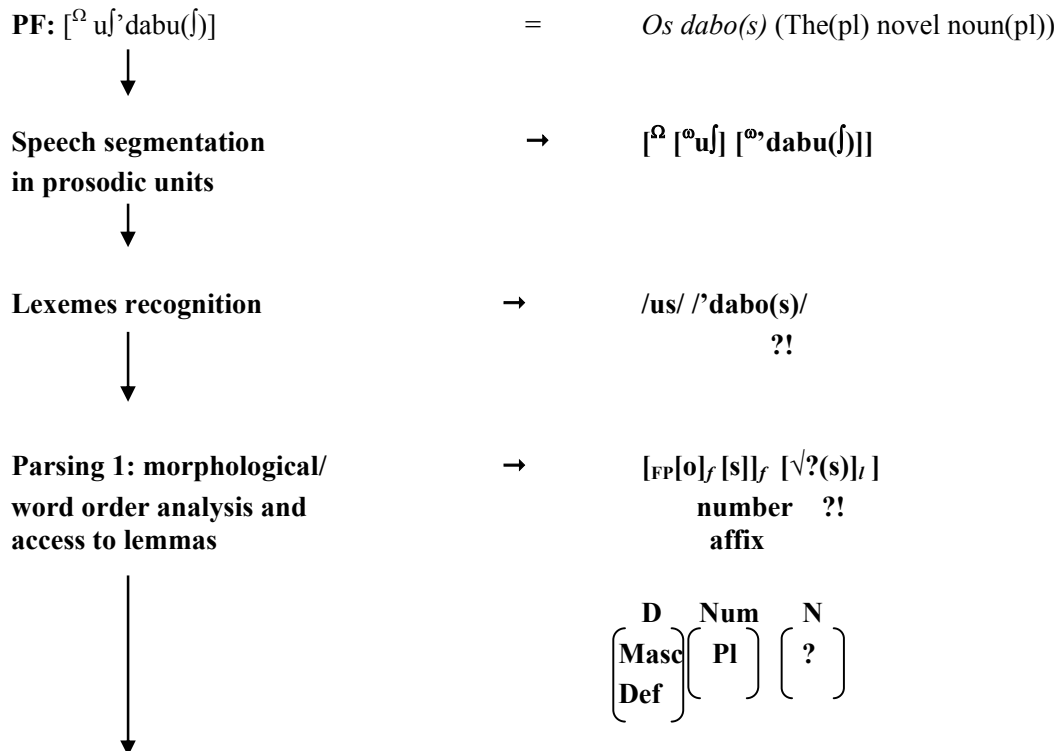 PF: [Ω uʃ’dabu(ʃ)] = Os dabo(s) (The(pl) novel noun(pl))
Speech segmentation → [Ω [ωuʃ] [ω’dabu(ʃ)]]
in prosodic units
Lexemes recognition → /us/ /’dabo(s)/
?!
Parsing 1: morphological/ → [FP[o]f [s]]f [√?(s)]l ]
word order analysis and number ?!
access to lemmas affix
D Num N
Masc Pl ?
Def